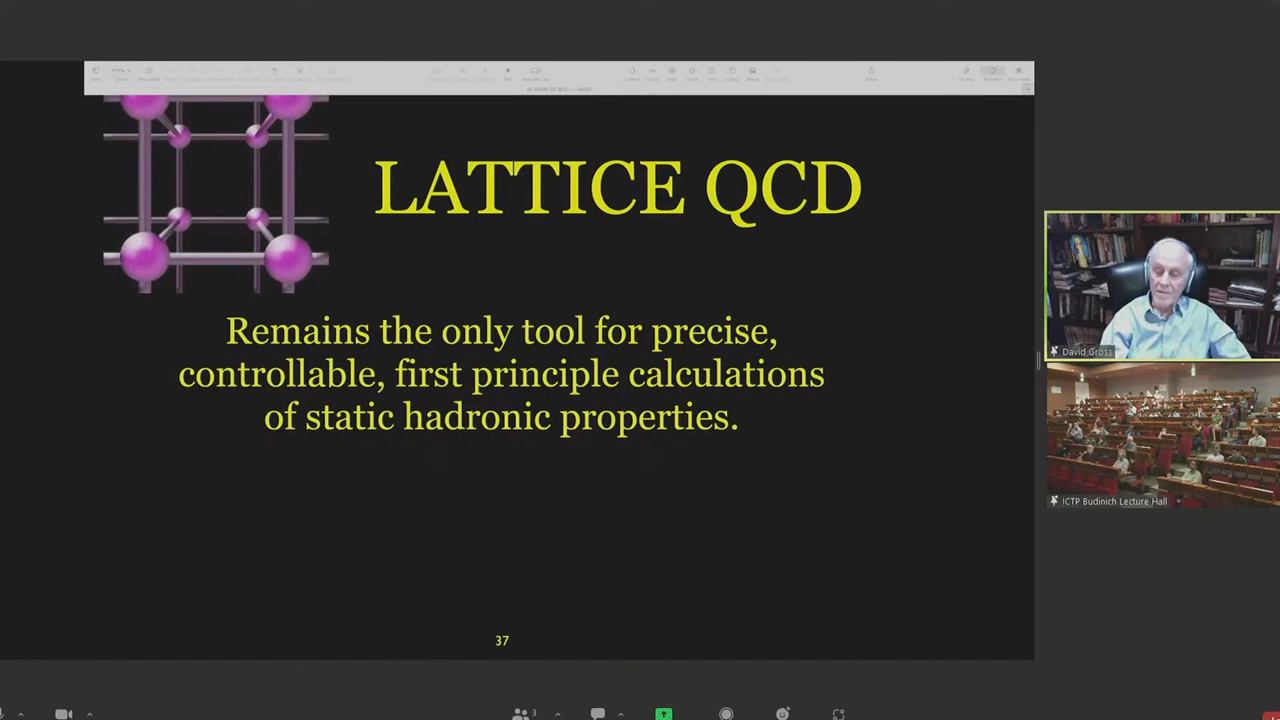 LATTICE QCD
Remains the only tool for precise,
controllable, first principle calculations
of static hadronic properties.
37
David Gross
ICTP Budinich Lecture Hall
3